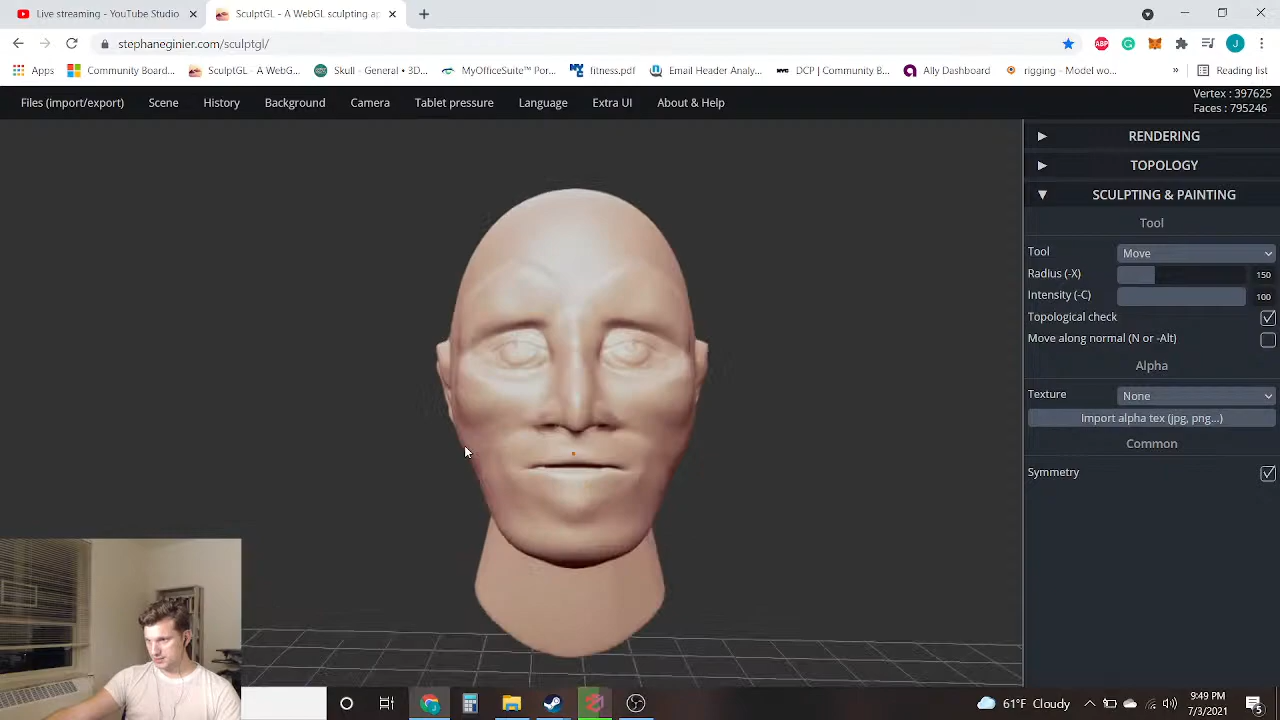 Live streaming - YouTube Studio
SculptGL - A WebGL sculpting ap
stephaneginier.com/sculptgl/
Apps
Community Board...
SculptGL - A WebG...
Skull - General • 3D...
MyOfficeSuite™ Por...
fitness.pdf
Email Header Analy...
DCP | Community B...
Ally Dashboard
rigging - Model wo...
»
Reading list
Files (import/export)
Scene
History
Background
Camera
Tablet pressure
Language
Extra UI
About & Help
Vertex : 397625
Faces : 795246
RENDERING
TOPOLOGY
SCULPTING & PAINTING
Tool
Tool Move
Radius (-X) 150
Intensity (-C) 100
Topological check
Move along normal (N or -Alt)
Alpha
Texture None
Import alpha tex (jpg, png...)
Common
Symmetry
61°F Cloudy
9:49 PM
7/3/2021